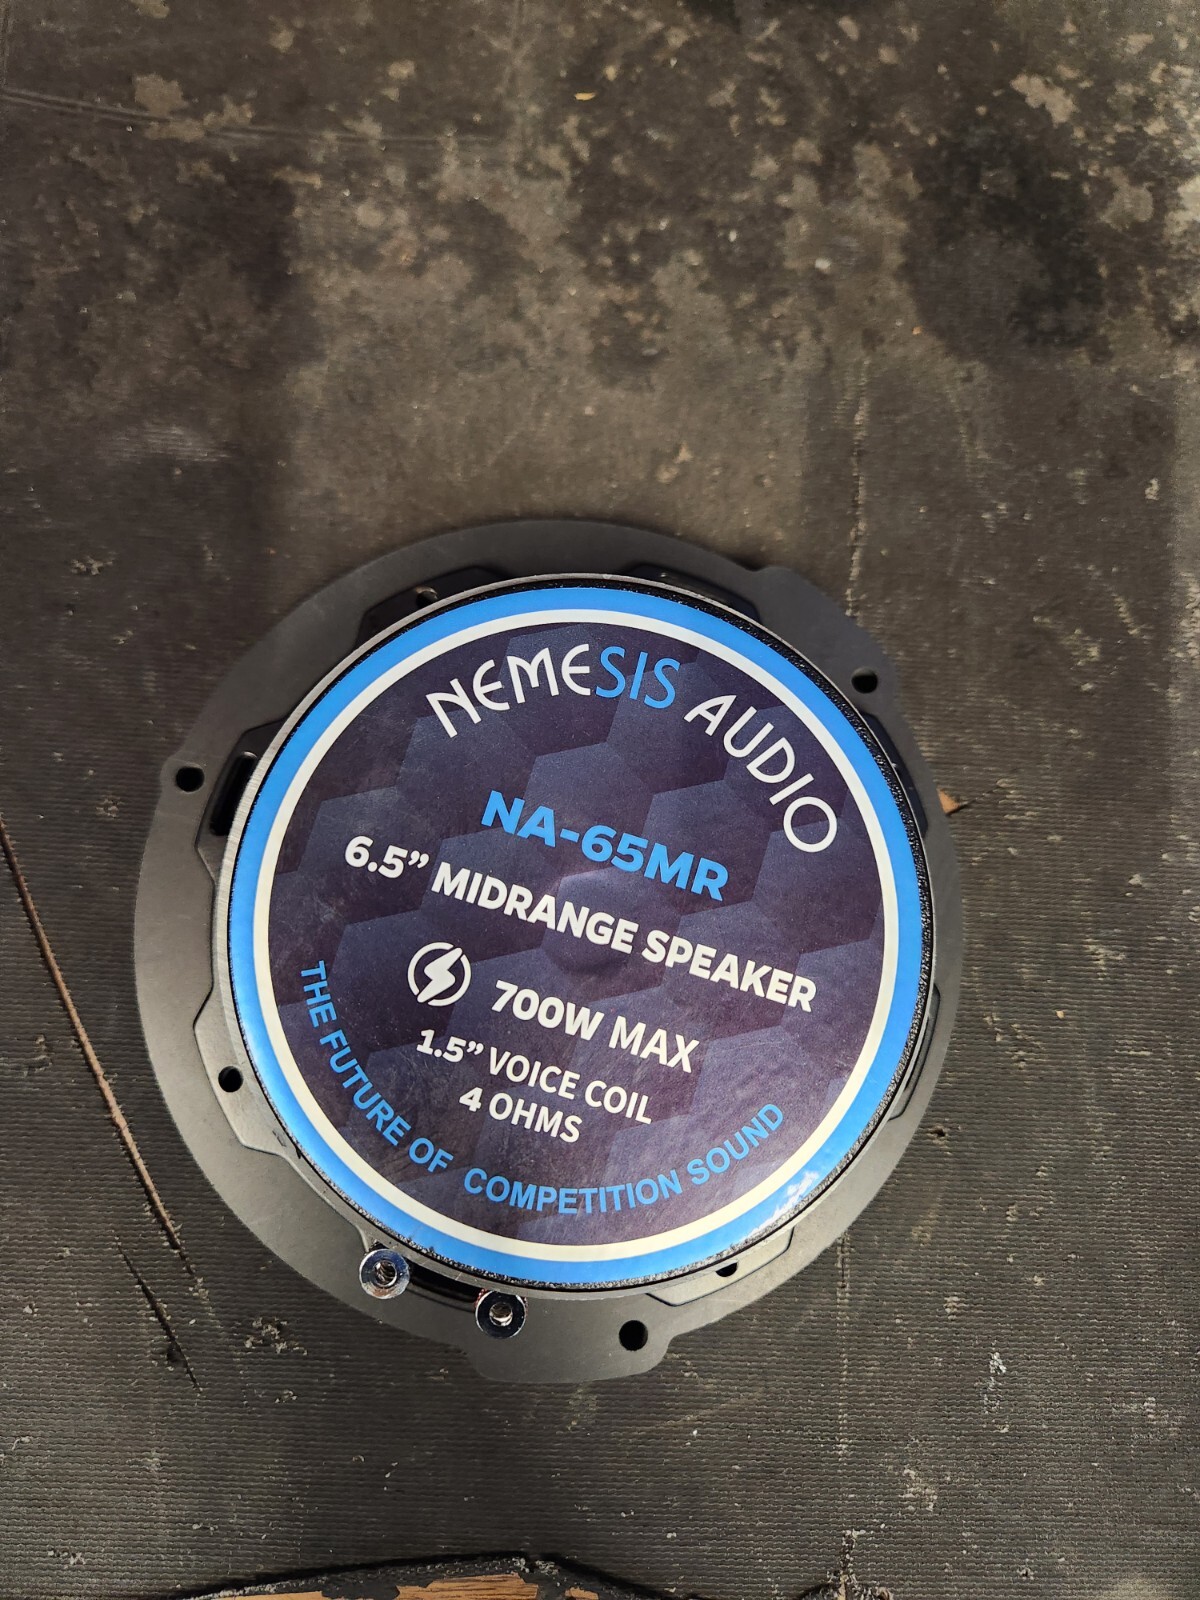 NEMESIS AUDIO
NA-65MR
6.5” MIDRANGE SPEAKER
700W MAX
1.5” VOICE COIL
4 OHMS
THE FUTURE OF COMPETITION SOUND